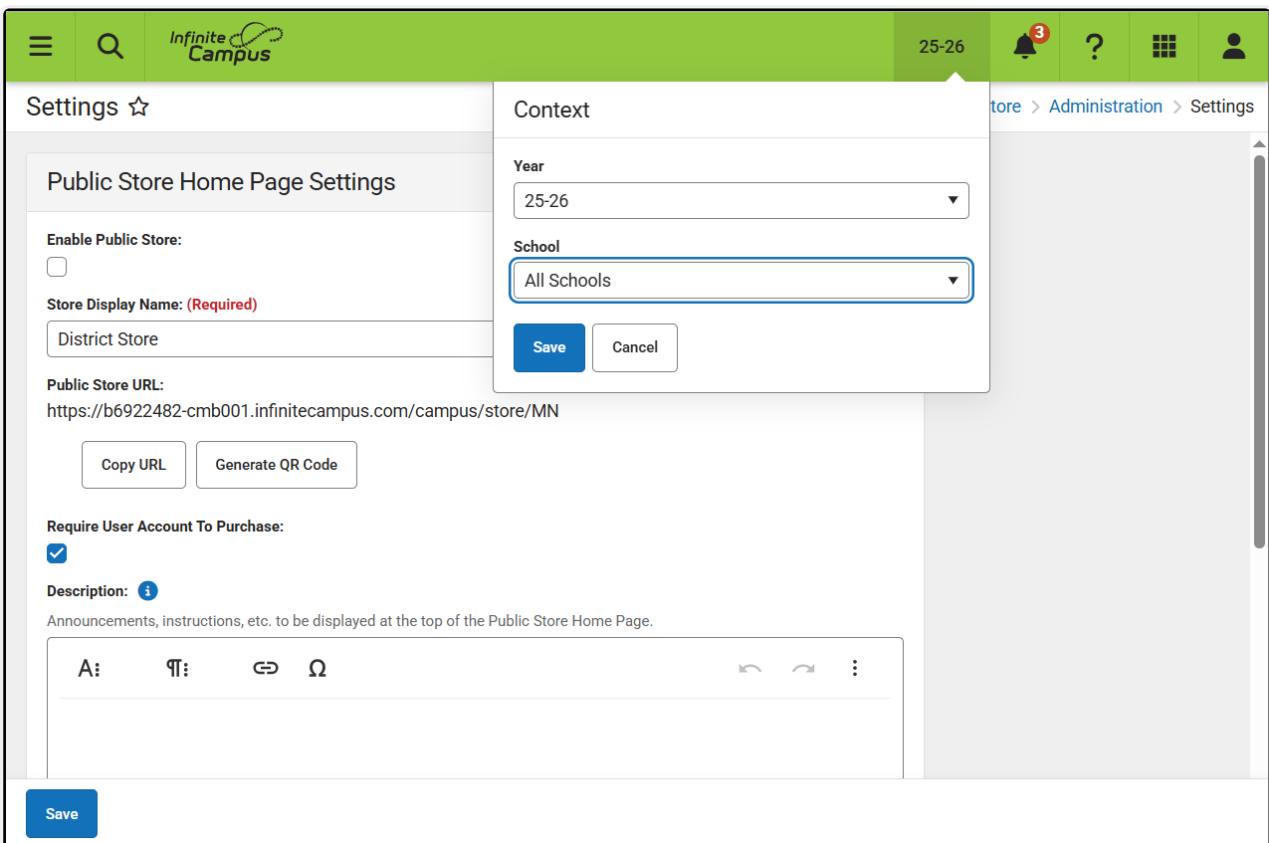 Infinite Campus
25-26
3
?
Settings
tore > Administration > Settings
Context
Year
25-26
School
All Schools
Save
Cancel
Public Store Home Page Settings
Enable Public Store:
Store Display Name: (Required)
District Store
Public Store URL:
https://b6922482-cmb001.infinitecampus.com/campus/store/MN
Copy URL
Generate QR Code
Require User Account To Purchase:
Description:
Announcements, instructions, etc. to be displayed at the top of the Public Store Home Page.
A
¶
Ω
Save